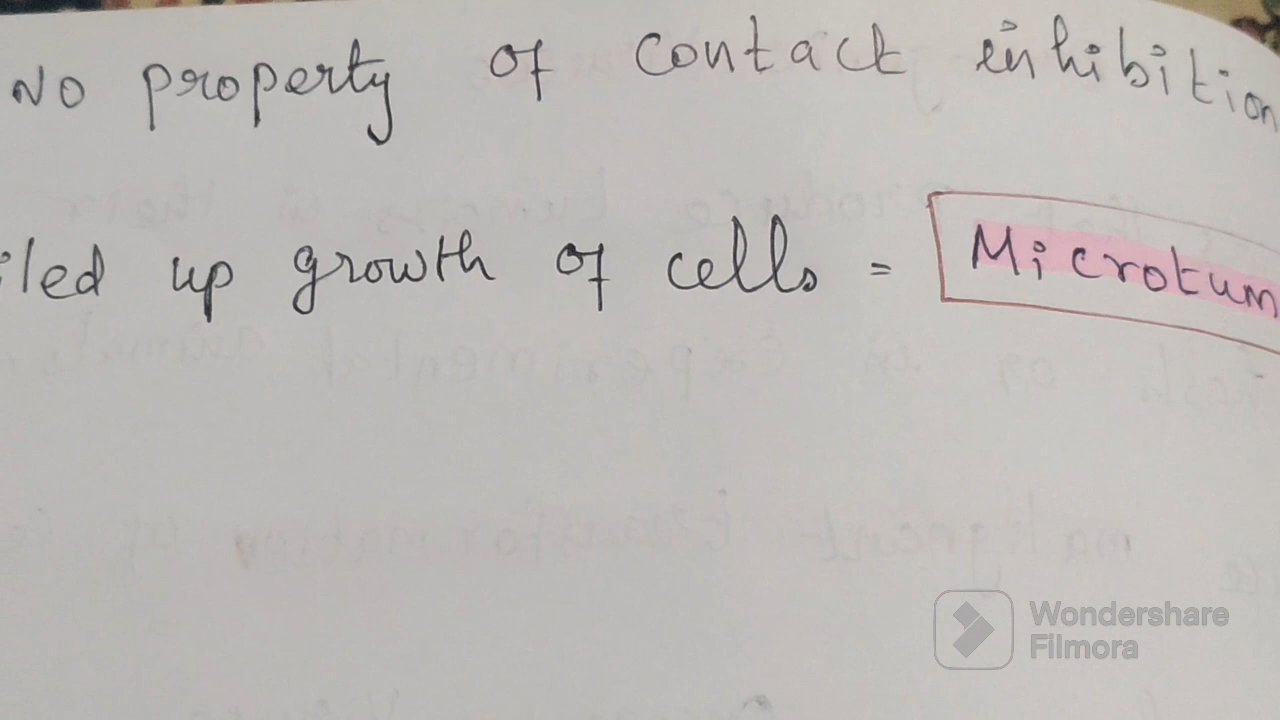 No property of contact inhibition
iled up growth of cells = Microtum
Wondershare
Filmora